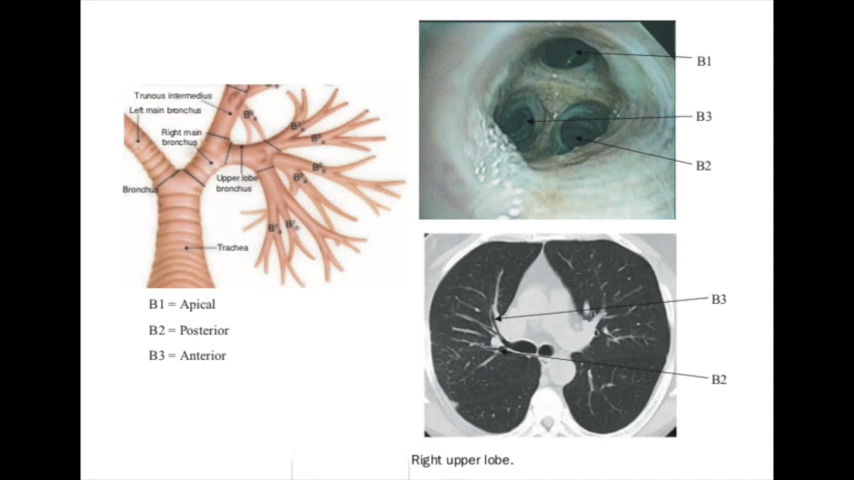 Trunous intermedius
Left main bronchus
Right main
bronchus
Upper lobe
bronchus
Bronchus
Trachea
B1 = Apical
B2 = Posterior
B3 = Anterior
B1
B3
B2
B3
B2
Right upper lobe.